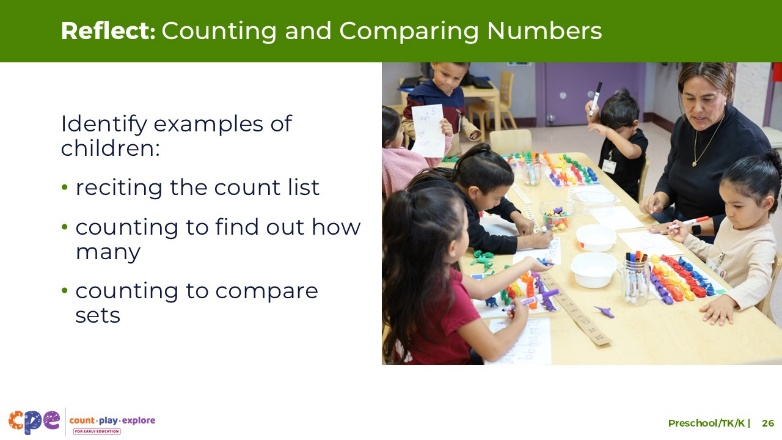 Reflect: Counting and Comparing Numbers
Identify examples of
children:
• reciting the count list
• counting to find out how
many
• counting to compare
sets
cpe
count·play·explore
FOR EARLY EDUCATION
Preschool/TK/K | 26